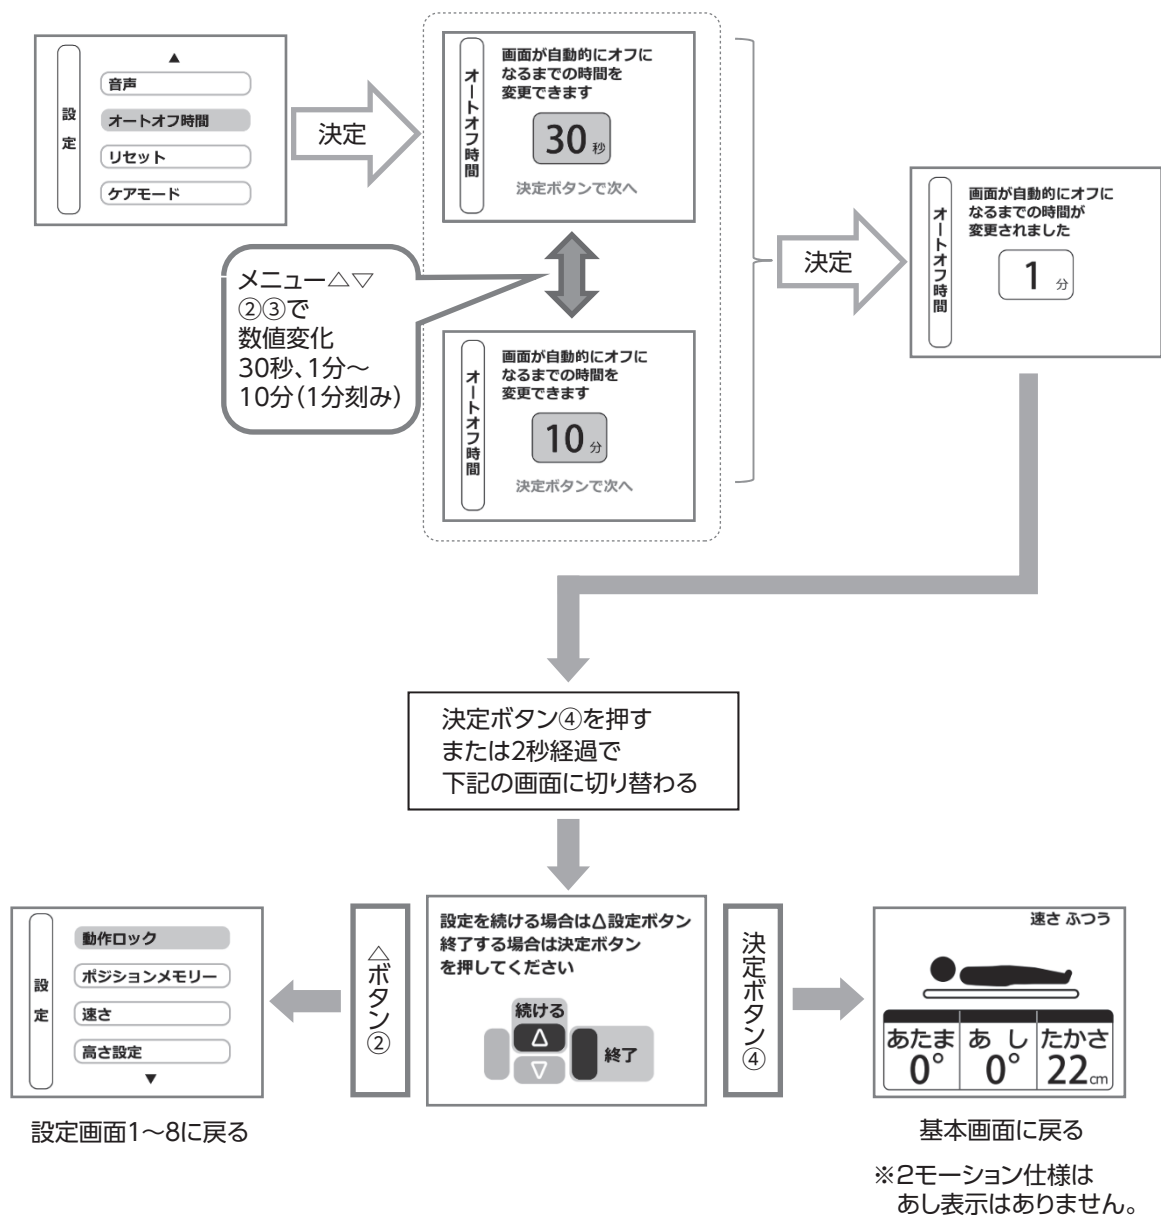 設定
▲
音声
オートオフ時間
リセット
ケアモード
決定
オートオフ時間
画面が自動的にオフに
なるまでの時間を
変更できます
30秒
決定ボタンで次へ
メニュー△▽
②③で
数値変化
30秒、1分〜
10分(1分刻み)
オートオフ時間
画面が自動的にオフに
なるまでの時間を
変更できます
10分
決定ボタンで次へ
決定
オートオフ時間
画面が自動的にオフに
なるまでの時間が
変更されました
1分
決定ボタン④を押す
または2秒経過で
下記の画面に切り替わる
設定を続ける場合は△設定ボタン
終了する場合は決定ボタン
を押してください
続ける
△
▽
終了
△ボタン②
設定
動作ロック
ポジションメモリー
速さ
高さ設定
▼
設定画面1〜8に戻る
決定ボタン④
速さ ふつう
あたま あ し たかさ
0° 0° 22cm
基本画面に戻る
※2モーション仕様は
あし表示はありません。